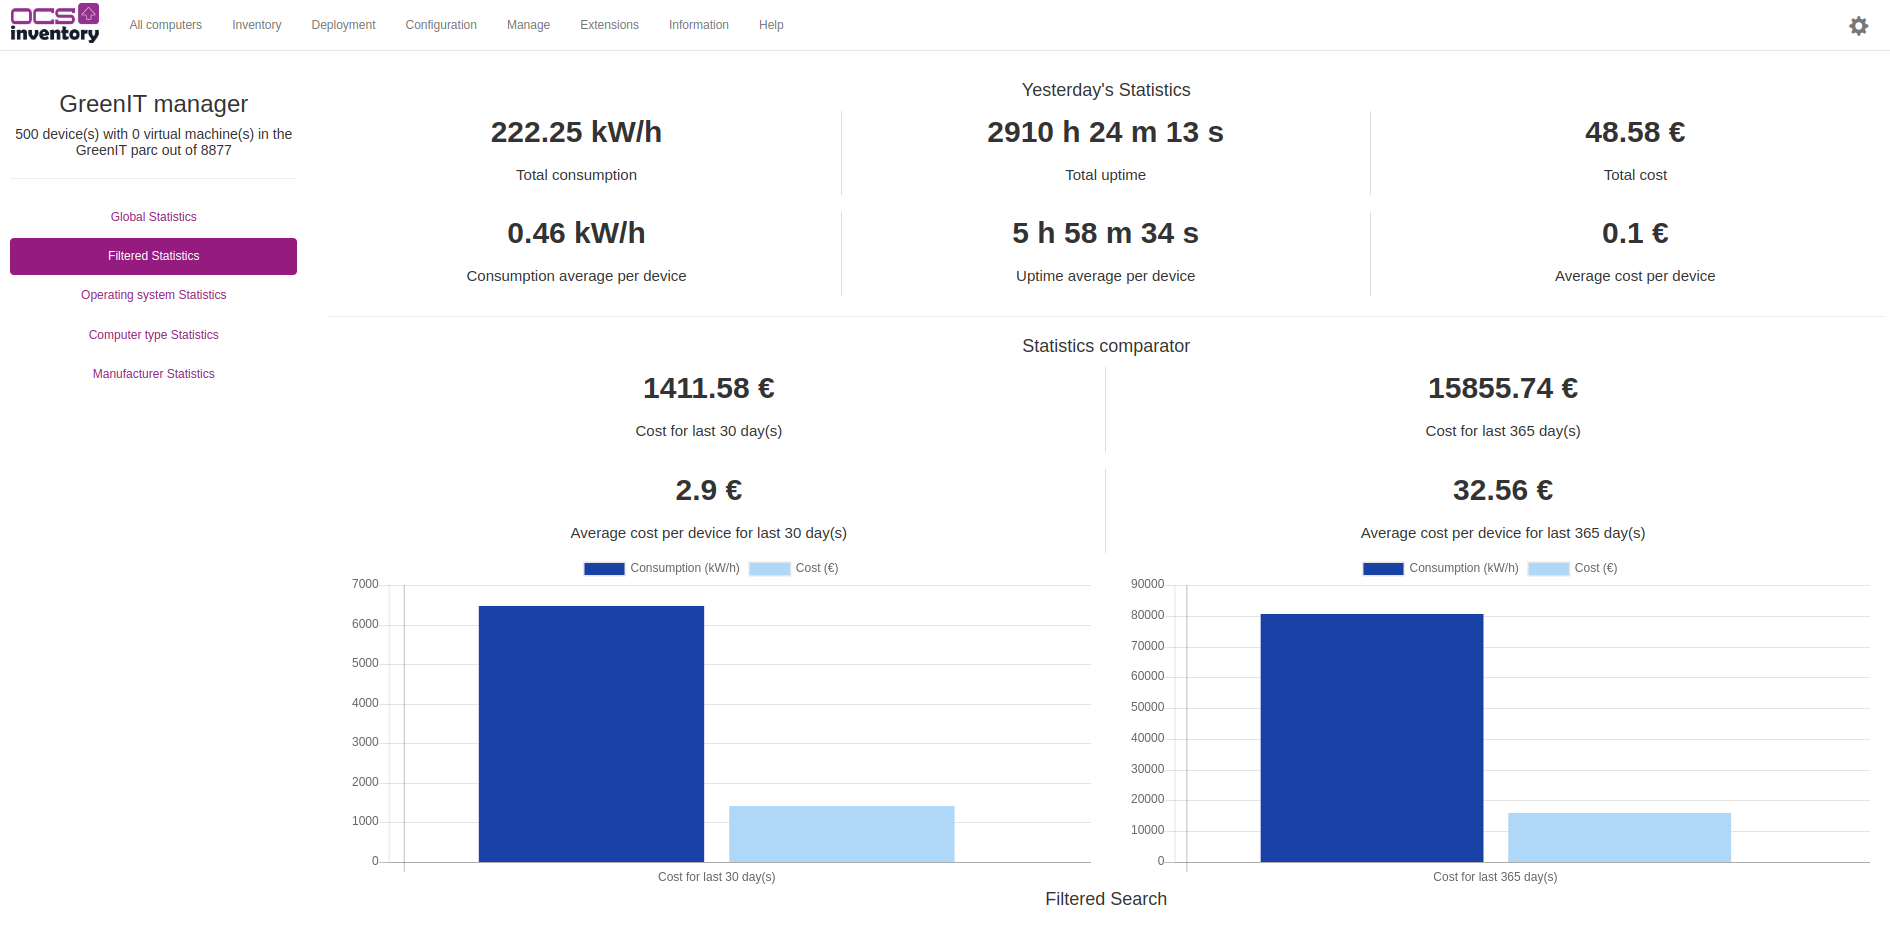 OCS
inventory
All computers Inventory Deployment Configuration Manage Extensions Information Help
GreenIT manager
500 device(s) with 0 virtual machine(s) in the
GreenIT parc out of 8877
Global Statistics
Filtered Statistics
Operating system Statistics
Computer type Statistics
Manufacturer Statistics
Yesterday's Statistics
222.25 kW/h
Total consumption
2910 h 24 m 13 s
Total uptime
48.58 €
Total cost
0.46 kW/h
Consumption average per device
5 h 58 m 34 s
Uptime average per device
0.1 €
Average cost per device
Statistics comparator
1411.58 €
Cost for last 30 day(s)
15855.74 €
Cost for last 365 day(s)
2.9 €
Average cost per device for last 30 day(s)
32.56 €
Average cost per device for last 365 day(s)
Consumption (kW/h) Cost (€)
7000
6000
5000
4000
3000
2000
1000
0
Cost for last 30 day(s)
Consumption (kW/h) Cost (€)
90000
80000
70000
60000
50000
40000
30000
20000
10000
0
Cost for last 365 day(s)
Filtered Search